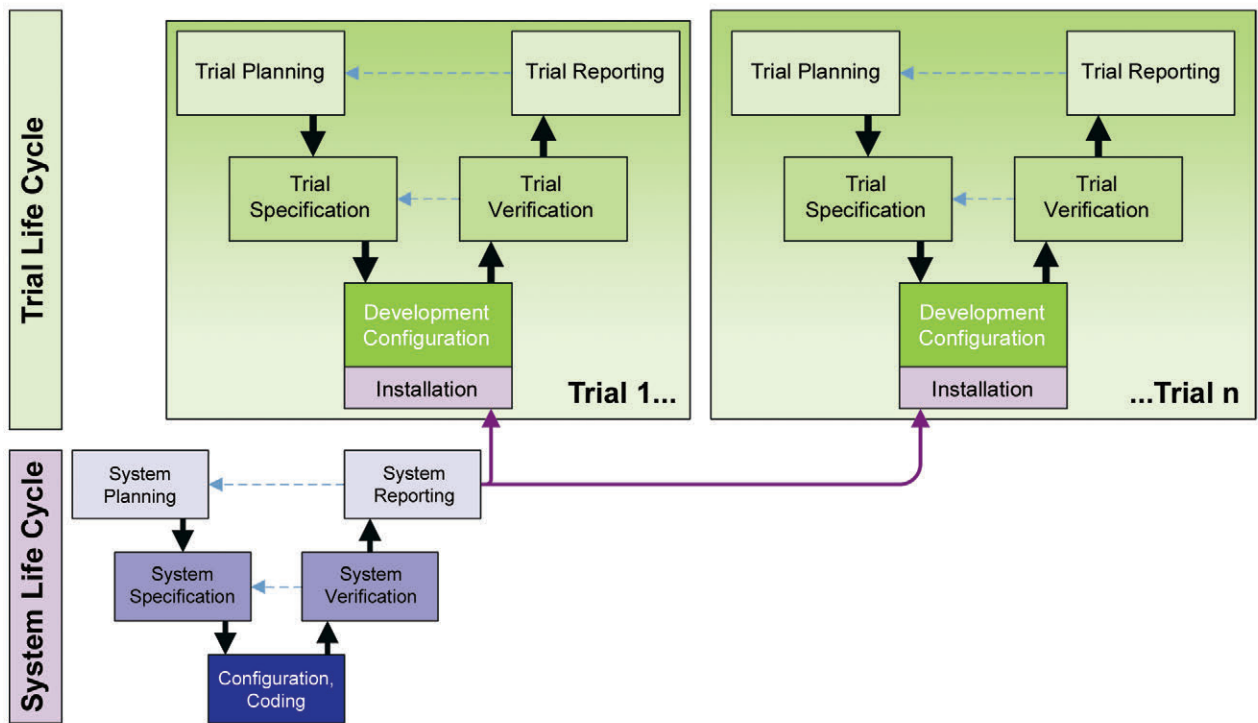 Trial Life Cycle
Trial Planning
Trial Reporting
Trial
Specification
Trial
Verification
Development
Configuration
Installation
Trial 1...
Trial Planning
Trial Reporting
Trial
Specification
Trial
Verification
Development
Configuration
Installation
...Trial n
System Life Cycle
System
Planning
System
Reporting
System
Specification
System
Verification
Configuration,
Coding